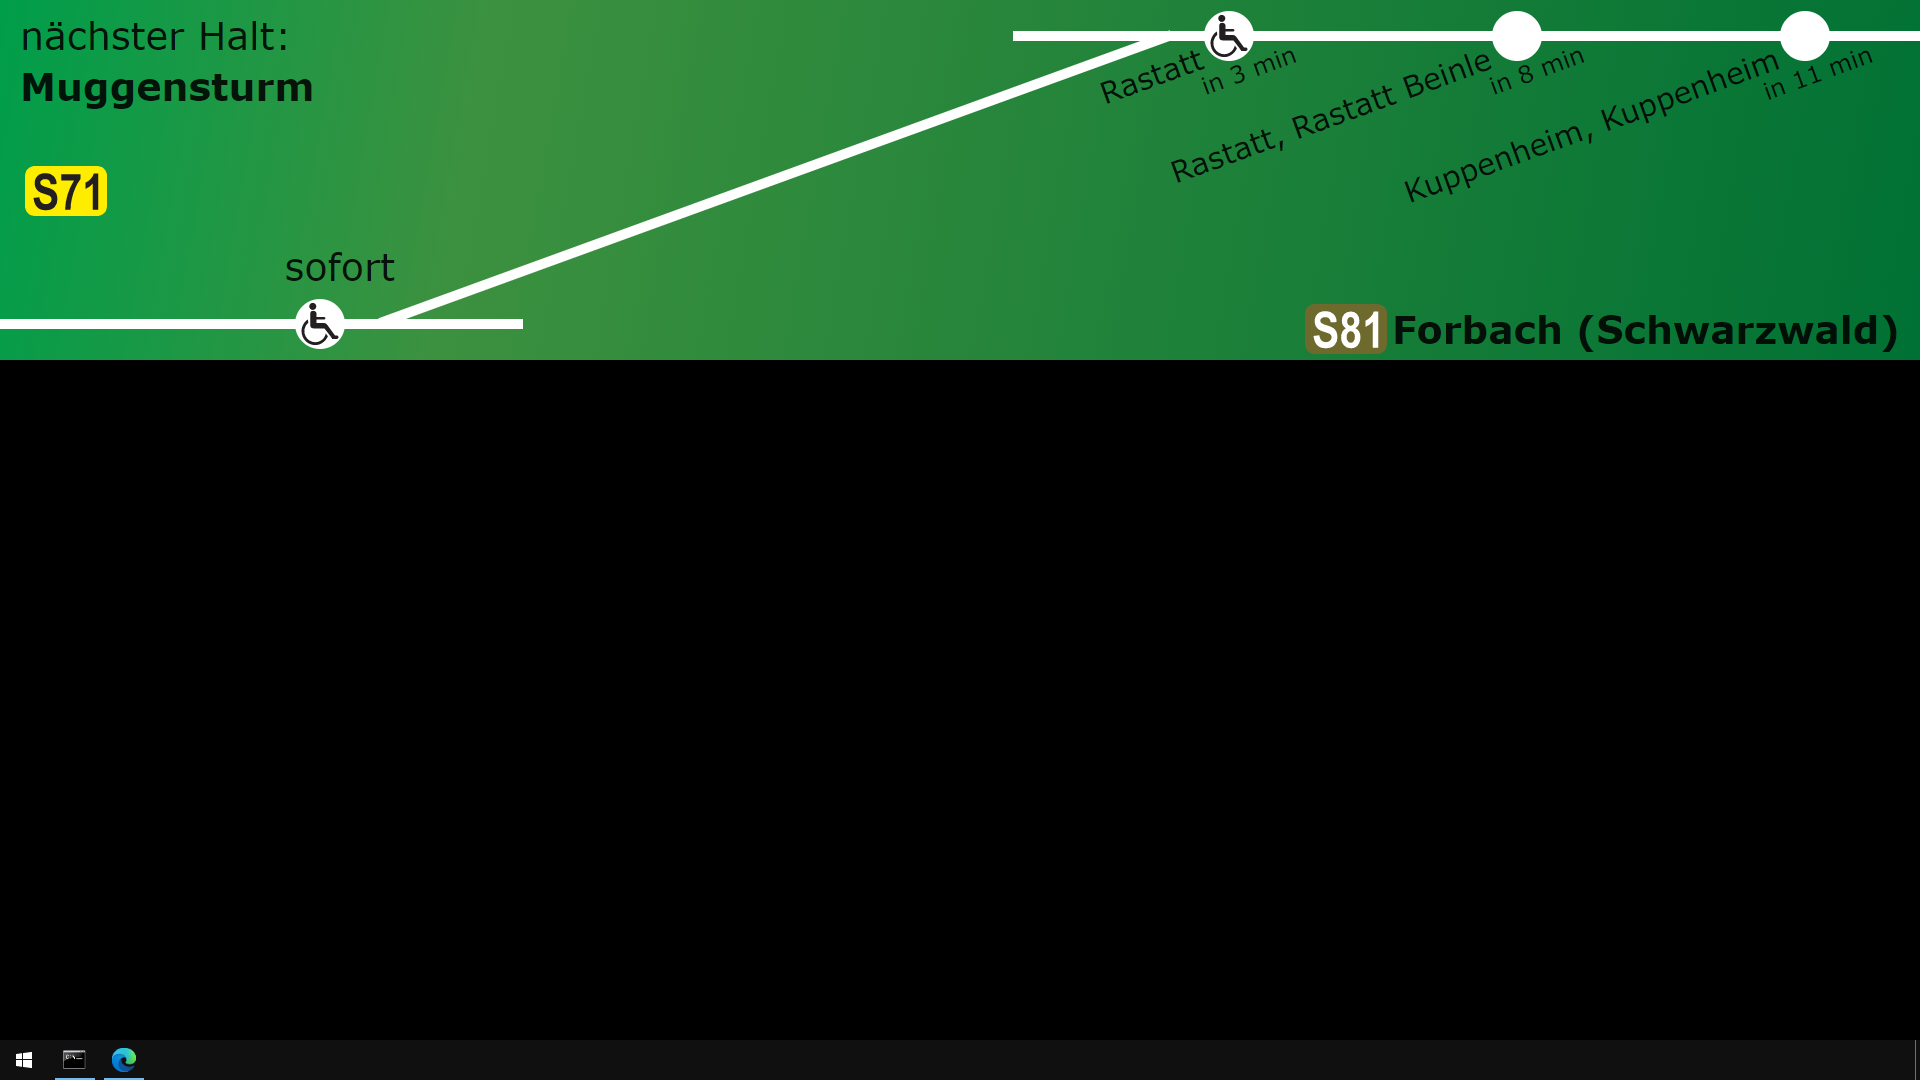 nächster Halt:
Muggensturm
S71
sofort
Rastatt
in 3 min
Rastatt, Rastatt Beinle
in 8 min
Kuppenheim, Kuppenheim
in 11 min
S81 Forbach (Schwarzwald)